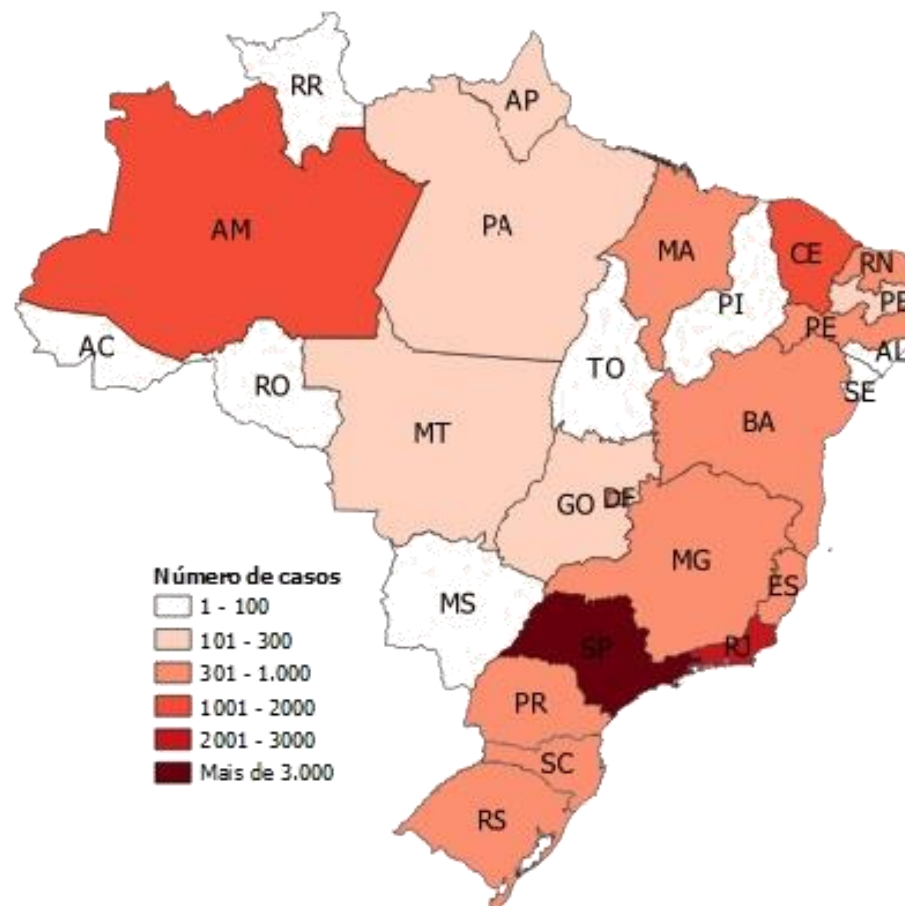 RR
AP
AM
PA
MA
CE
RN
PI
PB
PE
AC
TO
AL
RO
SE
BA
MT
GO
DF
MG
ES
MS
SP
RJ
PR
SC
RS
Número de casos
1 - 100
101 - 300
301 - 1.000
1001 - 2000
2001 - 3000
Mais de 3.000